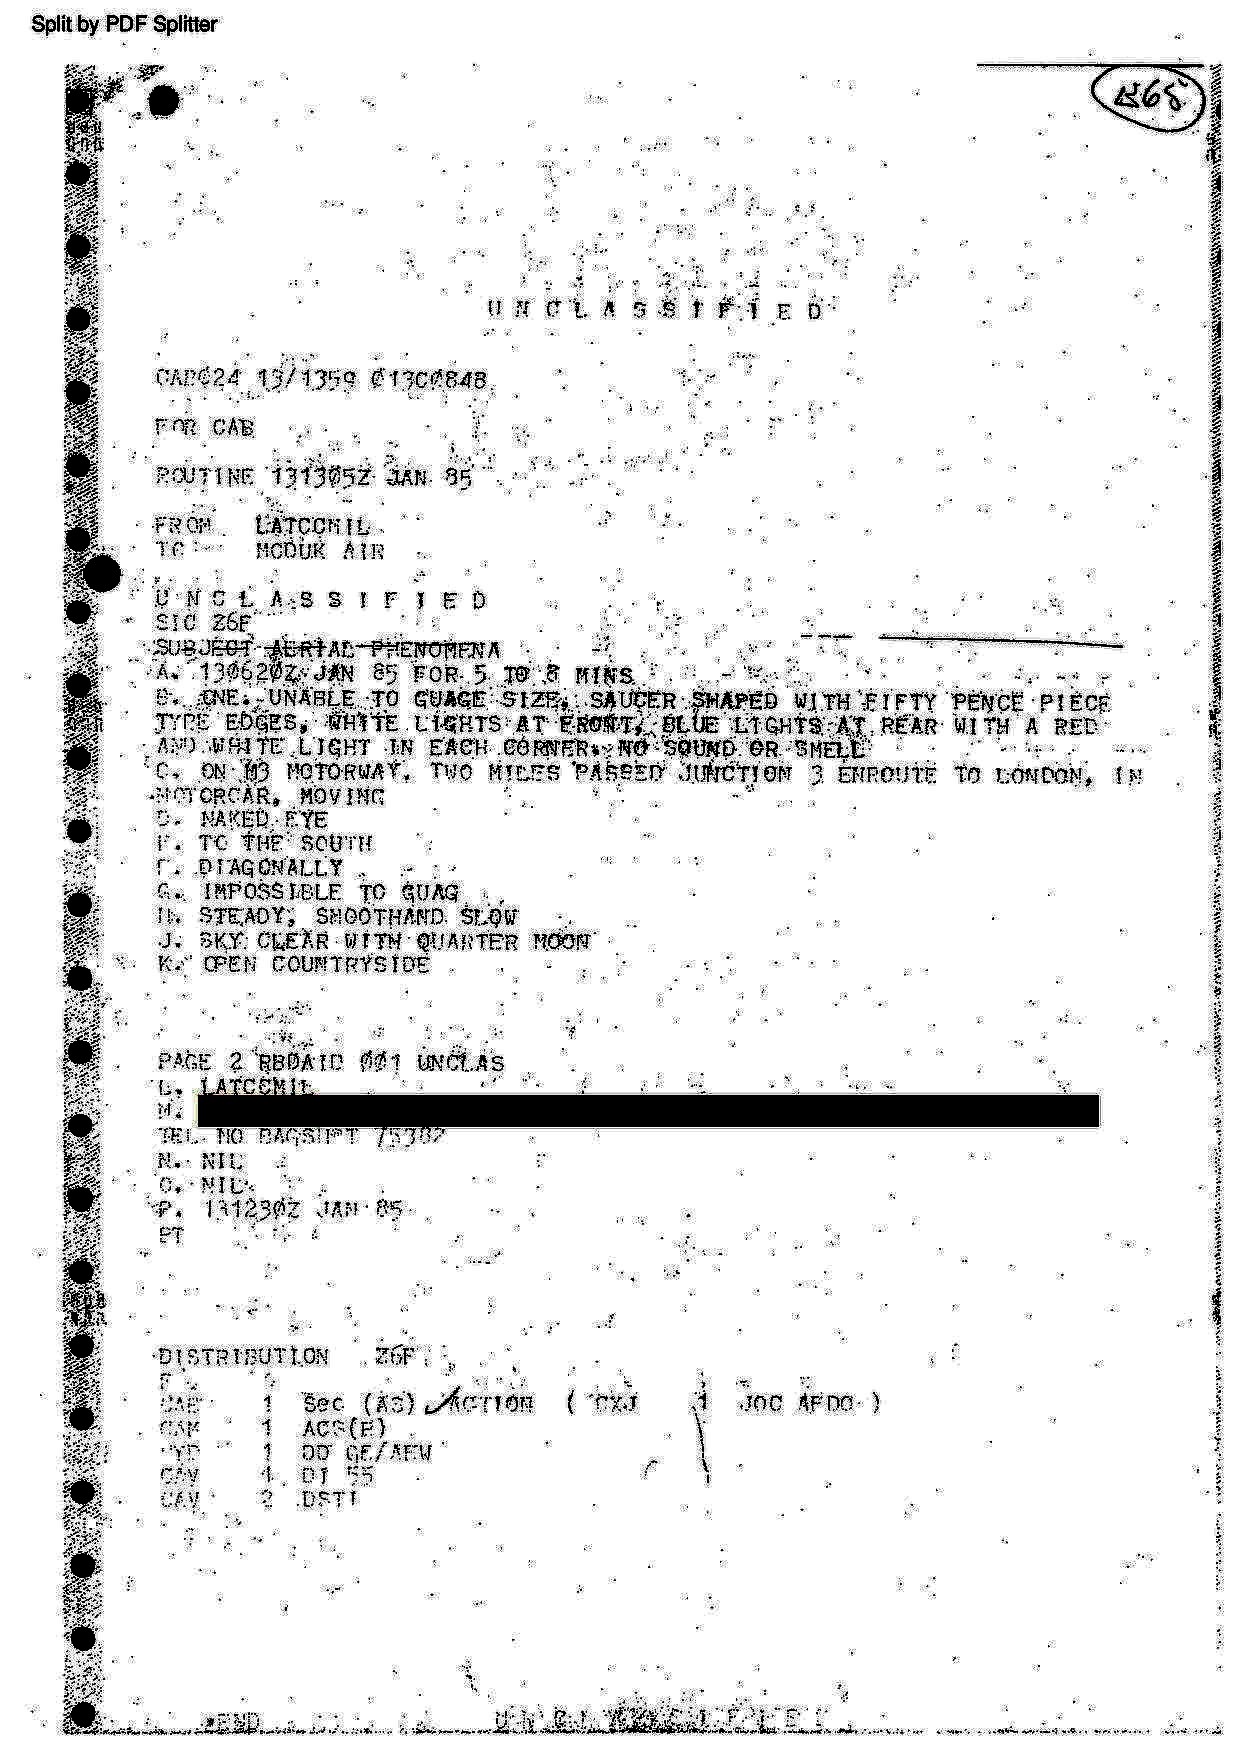 Split by PDF Splitter
U N C L A S S I F I E D
13/1359 013C0848
FOR CAB
ROUTINE 131305Z JAN 85
FROM LATCCMIL
TO MODUK AIR
U N C L A S S I F I E D
SIC Z6F
SUBJECT AERIAL PHENOMENA
A. 130620Z JAN 85 FOR 5 TO 8 MINS
B. ONE. UNABLE TO GUAGE SIZE, SAUCER SHAPED WITH FIFTY PENCE PIECE
TYPE EDGES, WHITE LIGHTS AT FRONT, BLUE LIGHTS AT REAR WITH A RED
AND WHITE LIGHT IN EACH CORNER. NO SOUND OR SMELL
C. ON M3 MOTORWAY, TWO MILES PASSED JUNCTION 3 ENROUTE TO LONDON, IN
MOTORCAR, MOVING
D. NAKED EYE
E. TO THE SOUTH
F. DIAGONALLY
G. IMPOSSIBLE TO GUAG
H. STEADY, SMOOTHAND SLOW
J. SKY CLEAR WITH QUARTER MOON
K. OPEN COUNTRYSIDE
PAGE 2 RBDAID 001 UNCLAS
L. LATCCMIL
M.
TEL NO BAGSHOT
N. NIL
O. NIL
P. 131230Z JAN 85
BT
DISTRIBUTION Z6F
F
CAB 1 Sec (AS) ACTION ( CXJ 1 JOC AFDO )
1 ACS(P)
CYD 1 DD GE/AEW
CAV 1 DI 55
CAV 2 DSTI
END